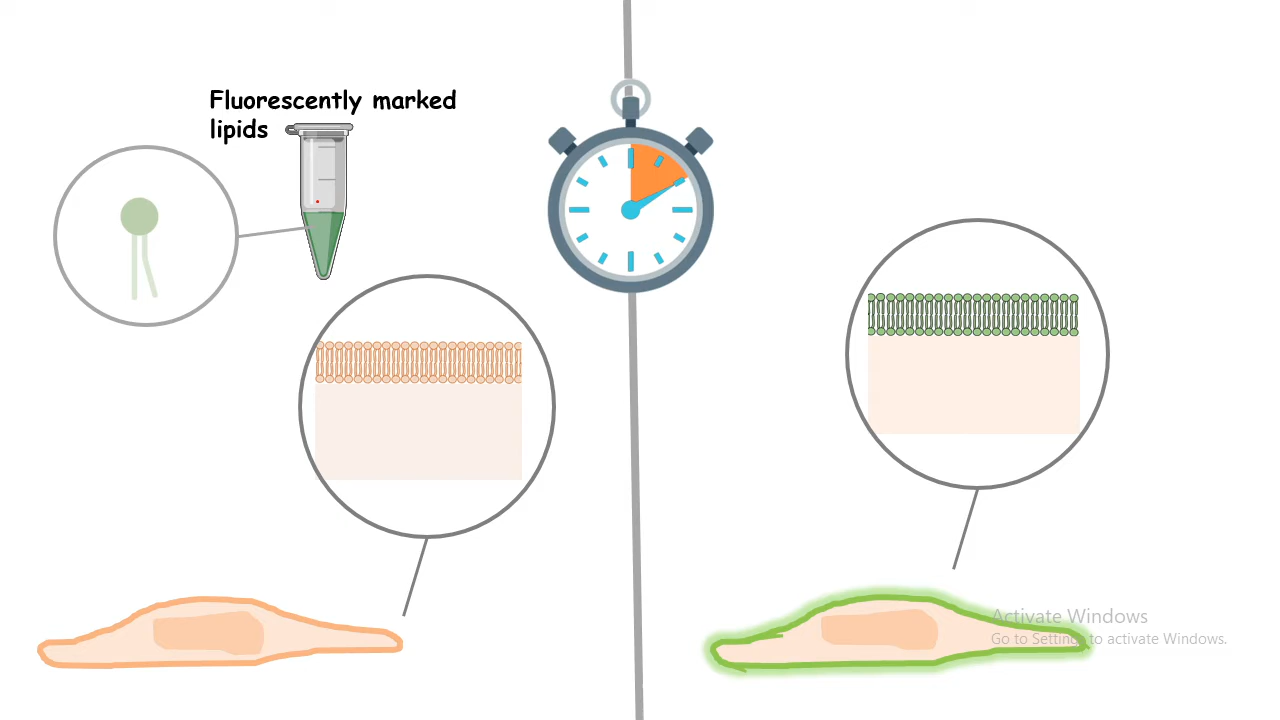 Fluorescently marked
lipids
Activate Windows
Go to Settings to activate Windows.